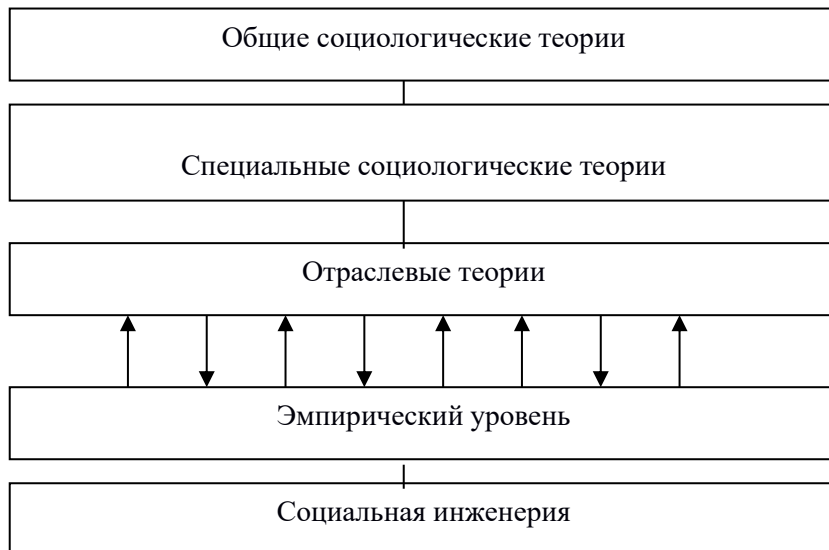 Общие социологические теории
Специальные социологические теории
Отраслевые теории
Эмпирический уровень
Социальная инженерия